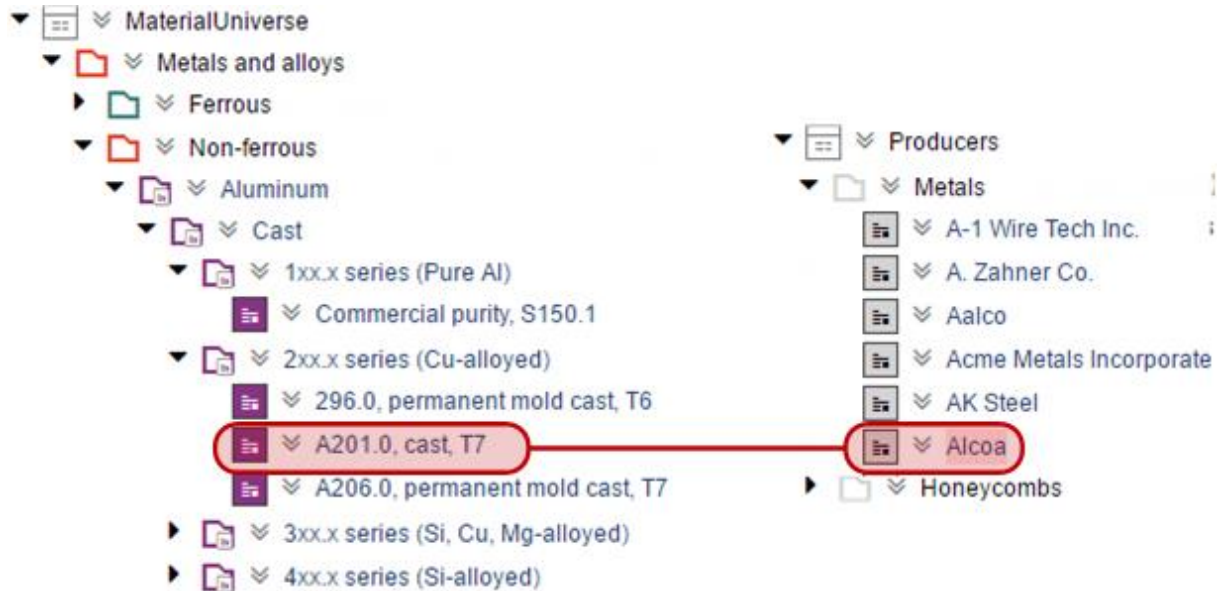 MaterialUniverse
Metals and alloys
Ferrous
Non-ferrous
Aluminum
Cast
1xx.x series (Pure Al)
Commercial purity, S150.1
2xx.x series (Cu-alloyed)
296.0, permanent mold cast, T6
A201.0, cast, T7
A206.0, permanent mold cast, T7
3xx.x series (Si, Cu, Mg-alloyed)
4xx.x series (Si-alloyed)
Producers
Metals
A-1 Wire Tech Inc.
A. Zahner Co.
Aalco
Acme Metals Incorporate
AK Steel
Alcoa
Honeycombs